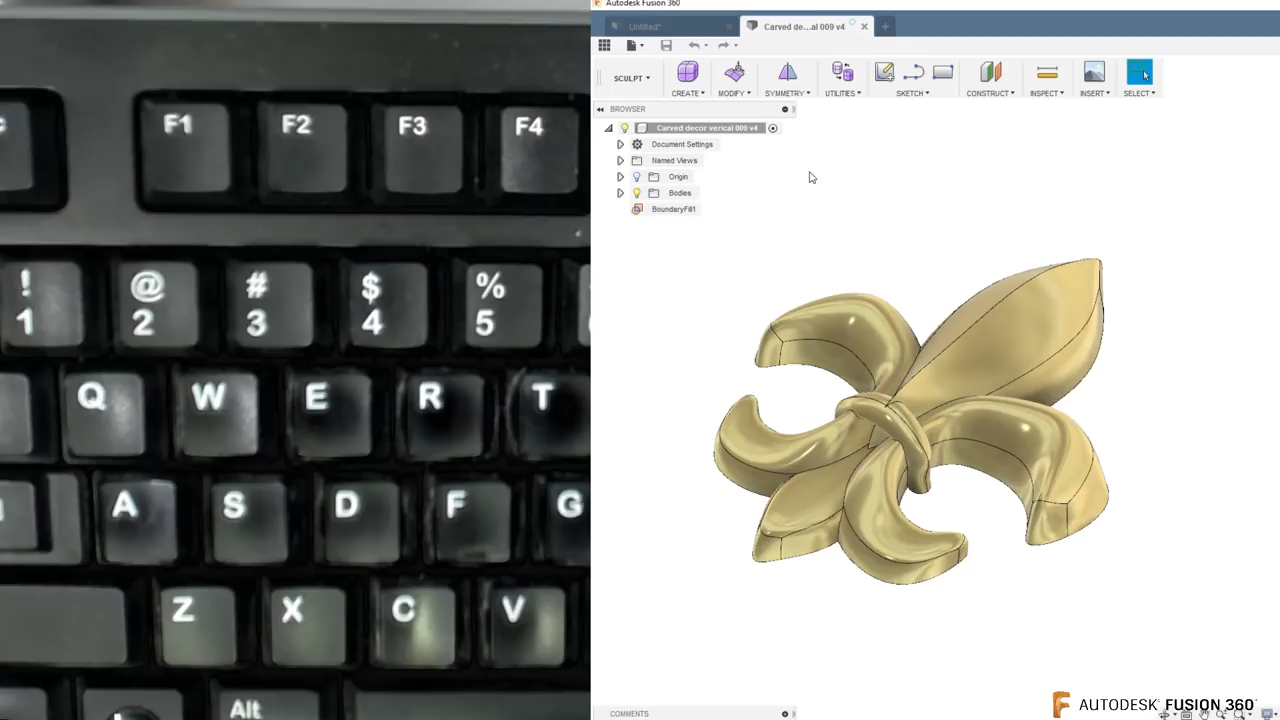 F1 F2 F3 F4
! @ # $ %
1 2 3 4 5
Q W E R T
A S D F G
Z X C V
Alt
Autodesk Fusion 360
Untitled*
Carved de...al 009 v4
SCULPT
CREATE
MODIFY
SYMMETRY
UTILITIES
SKETCH
CONSTRUCT
INSPECT
INSERT
SELECT
BROWSER
Carved decor verical 009 v4
Document Settings
Named Views
Origin
Bodies
BoundaryFill1
COMMENTS
AUTODESK® FUSION 360™